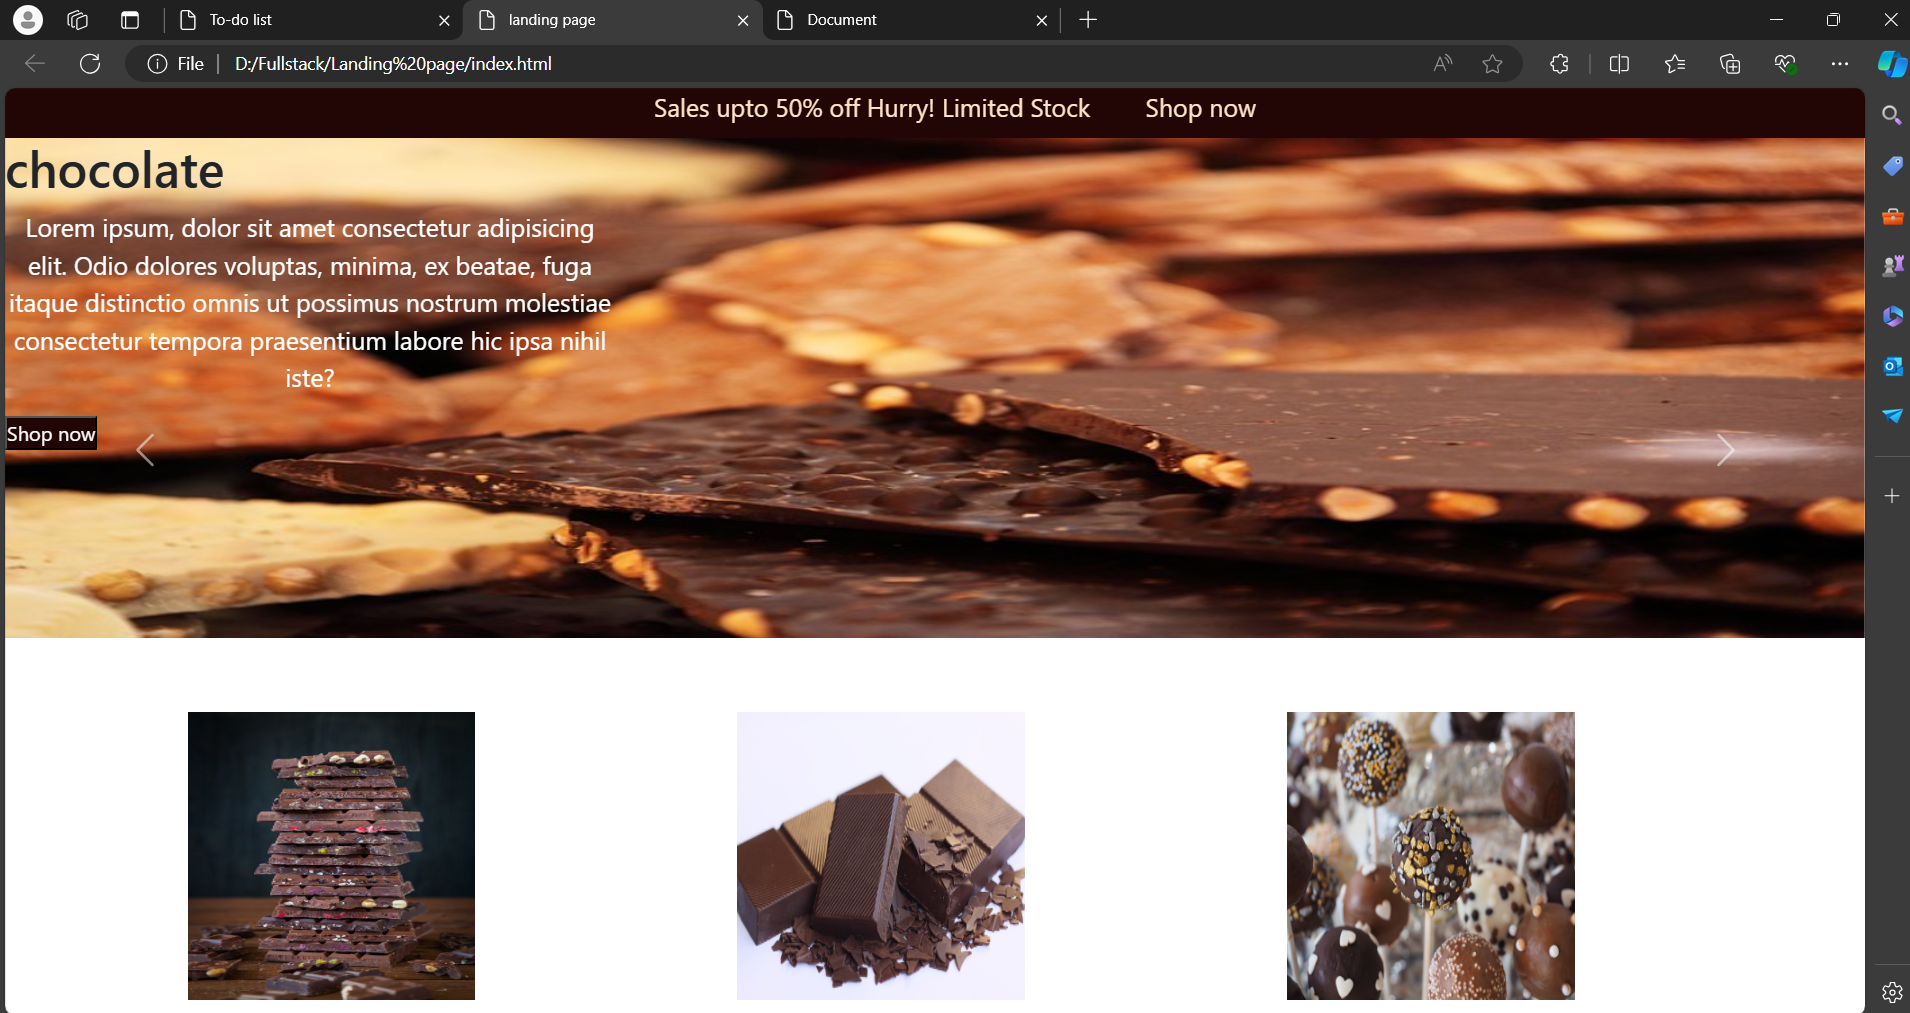 To-do list
landing page
Document
File
D:/Fullstack/Landing%20page/index.html
Sales upto 50% off Hurry! Limited Stock Shop now
chocolate
Lorem ipsum, dolor sit amet consectetur adipisicing
elit. Odio dolores voluptas, minima, ex beatae, fuga
itaque distinctio omnis ut possimus nostrum molestiae
consectetur tempora praesentium labore hic ipsa nihil
iste?
Shop now